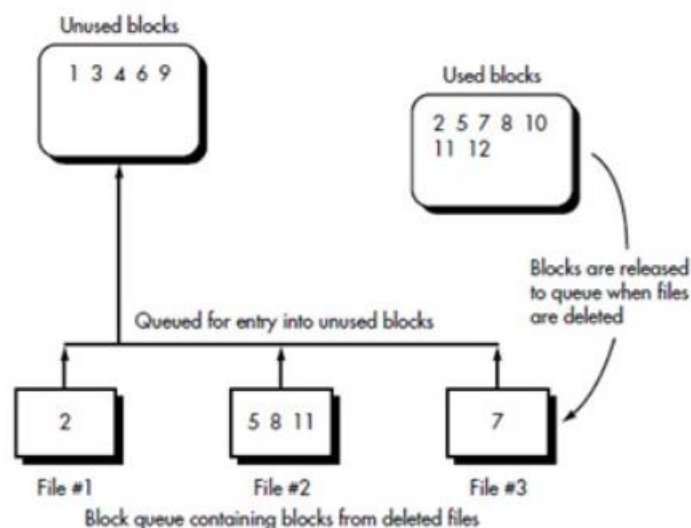 Unused blocks
1 3 4 6 9
Used blocks
2 5 7 8 10
11 12
Blocks are released
to queue when files
are deleted
Queued for entry into unused blocks
2
5 8 11
7
File #1
File #2
File #3
Block queue containing blocks from deleted files